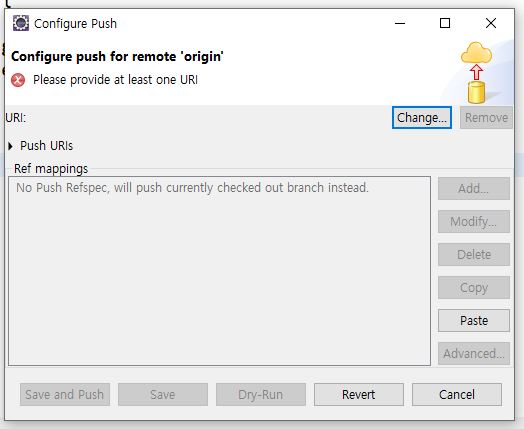 Configure Push
Configure push for remote 'origin'
Please provide at least one URI
URI:
Change...
Remove
Push URIs
Ref mappings
No Push Refspec, will push currently checked out branch instead.
Add...
Modify...
Delete
Copy
Paste
Advanced...
Save and Push
Save
Dry-Run
Revert
Cancel